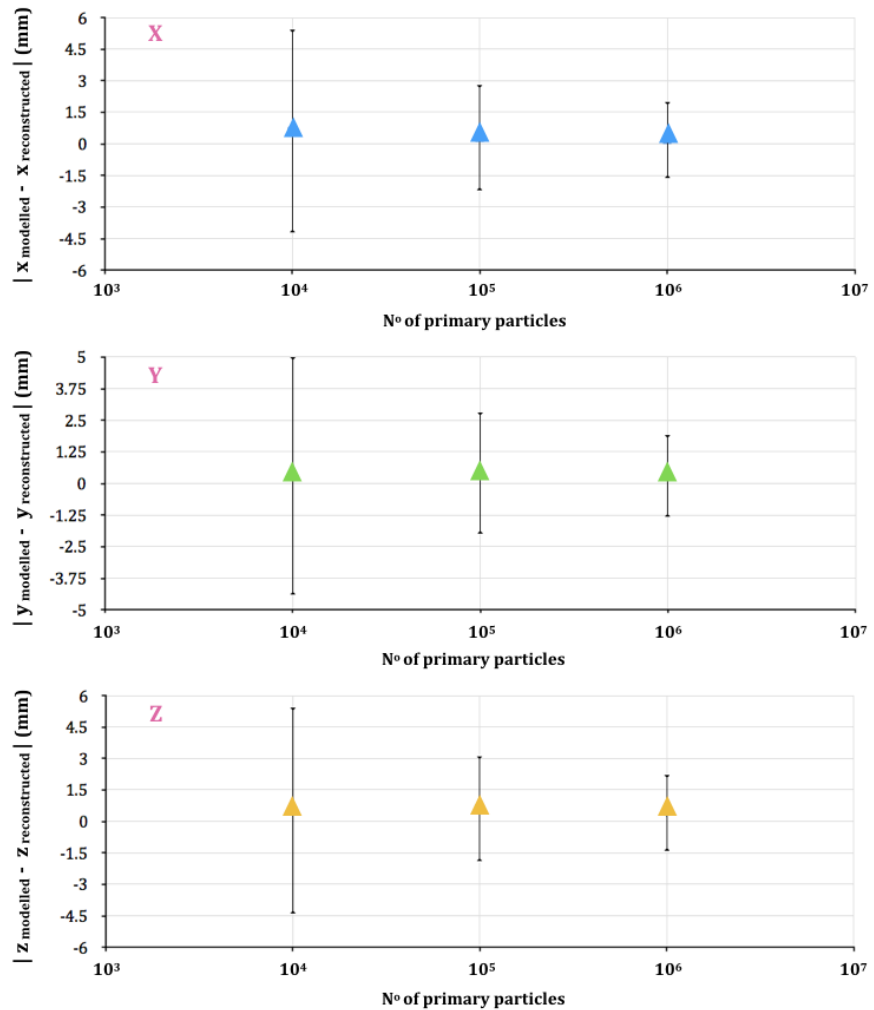 X
| X modelled - X reconstructed | (mm)
6
4.5
3
1.5
0
-1.5
-3
-4.5
-6
10³ 10⁴ 10⁵ 10⁶ 10⁷
Nº of primary particles
Y
| y modelled - y reconstructed | (mm)
5
3.75
2.5
1.25
0
-1.25
-2.5
-3.75
-5
10³ 10⁴ 10⁵ 10⁶ 10⁷
Nº of primary particles
Z
| Z modelled - Z reconstructed | (mm)
6
4.5
3
1.5
0
-1.5
-3
-4.5
-6
10³ 10⁴ 10⁵ 10⁶ 10⁷
Nº of primary particles